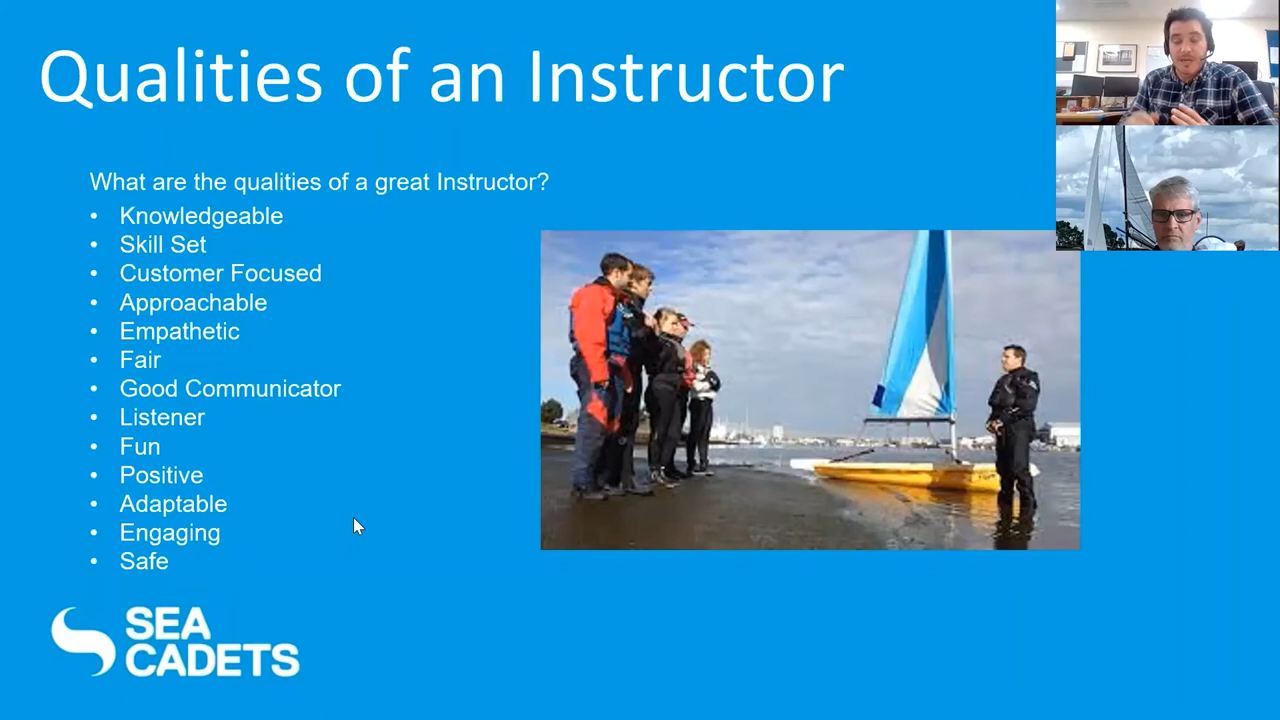 Qualities of an Instructor
What are the qualities of a great Instructor?
• Knowledgeable
• Skill Set
• Customer Focused
• Approachable
• Empathetic
• Fair
• Good Communicator
• Listener
• Fun
• Positive
• Adaptable
• Engaging
• Safe
SEA
CADETS